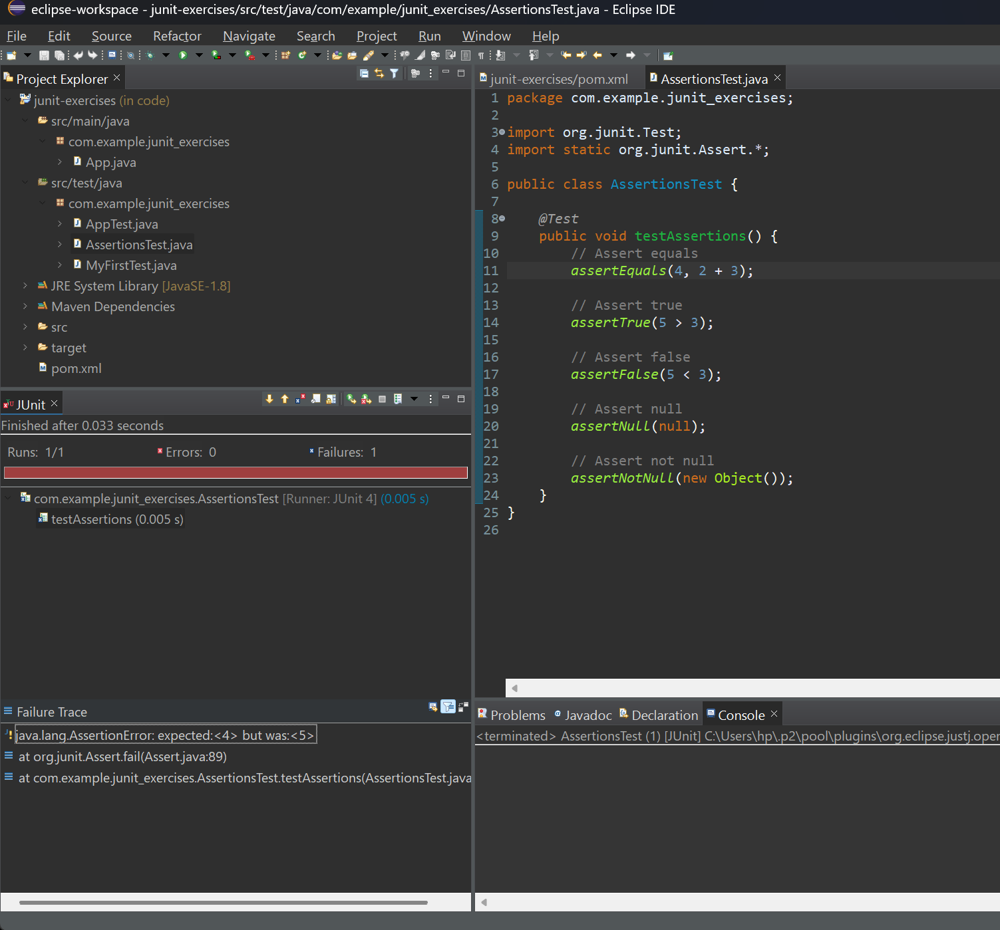 eclipse-workspace - junit-exercises/src/test/java/com/example/junit_exercises/AssertionsTest.java - Eclipse IDE
File Edit Source Refactor Navigate Search Project Run Window Help
Project Explorer
junit-exercises (in code)
src/main/java
com.example.junit_exercises
App.java
src/test/java
com.example.junit_exercises
AppTest.java
AssertionsTest.java
MyFirstTest.java
JRE System Library [JavaSE-1.8]
Maven Dependencies
src
target
pom.xml
JUnit
Finished after 0.033 seconds
Runs: 1/1 Errors: 0 Failures: 1
com.example.junit_exercises.AssertionsTest [Runner: JUnit 4] (0.005 s)
testAssertions (0.005 s)
Failure Trace
java.lang.AssertionError: expected:<4> but was:<5>
at org.junit.Assert.fail(Assert.java:89)
at com.example.junit_exercises.AssertionsTest.testAssertions(AssertionsTest.java
junit-exercises/pom.xml AssertionsTest.java
1 package com.example.junit_exercises;
2
3 import org.junit.Test;
4 import static org.junit.Assert.*;
5
6 public class AssertionsTest {
7
8 @Test
9 public void testAssertions() {
10 // Assert equals
11 assertEquals(4, 2 + 3);
12
13 // Assert true
14 assertTrue(5 > 3);
15
16 // Assert false
17 assertFalse(5 < 3);
18
19 // Assert null
20 assertNull(null);
21
22 // Assert not null
23 assertNotNull(new Object());
24 }
25 }
26
Problems Javadoc Declaration Console
<terminated> AssertionsTest (1) [JUnit] C:\Users\hp\.p2\pool\plugins\org.eclipse.justj.oper